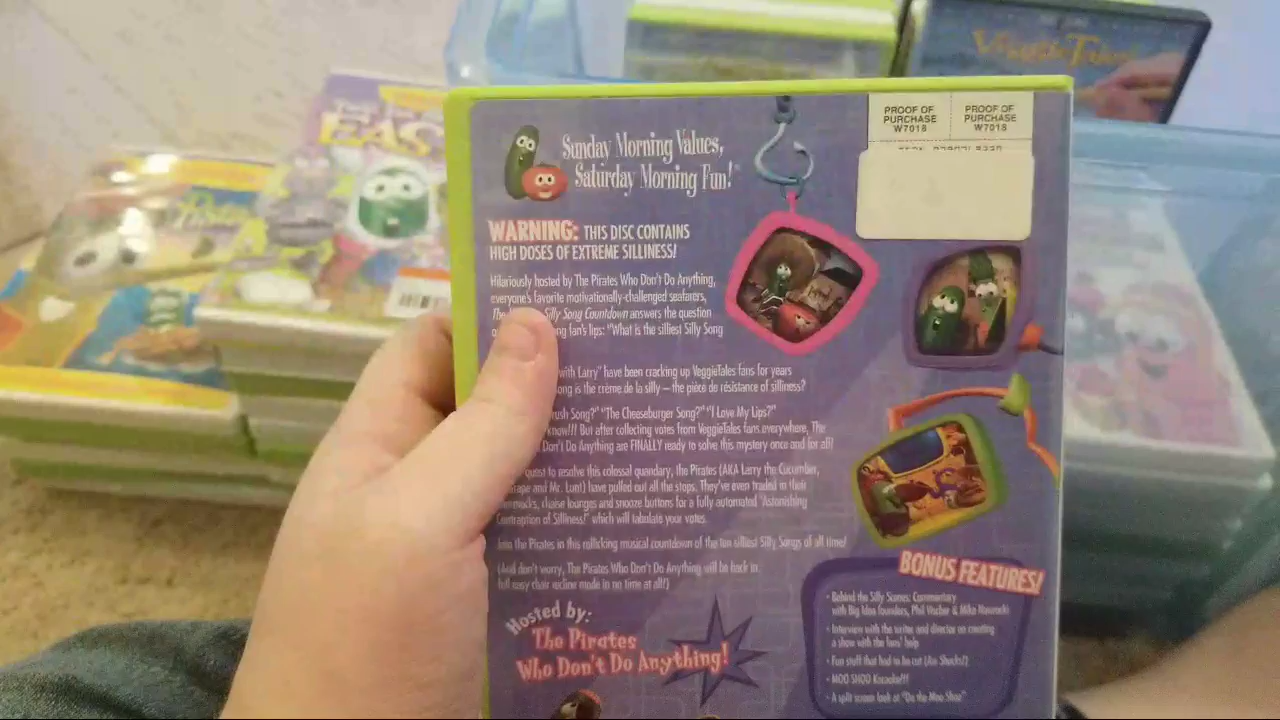 VeggieTales
EAS
PROOF OF PURCHASE W7018
PROOF OF PURCHASE W7018
Sunday Morning Values,
Saturday Morning Fun!
WARNING: THIS DISC CONTAINS
HIGH DOSES OF EXTREME SILLINESS!
Hilariously hosted by The Pirates Who Don't Do Anything,
everyone's favorite motivationally-challenged seafarers,
The Silly Song Countdown answers the question
fan's lips: "What is the silliest Silly Song
with Larry" have been cracking up VeggieTales fans for years
ong is the crème de la silly – the pièce de résistance of silliness?
rush Song?" "The Cheeseburger Song?" "I Love My Lips?"
know!!! But after collecting votes from VeggieTales fans everywhere, The
Don't Do Anything are FINALLY ready to solve this mystery once and for all!
quest to resolve this colossal quandary, the Pirates (AKA Larry the Cucumber,
rape and Mr. Lunt) have pulled out all the stops. They've even traded in their
mocks, chaise lounges and snooze buttons for a fully automated "Astonishing
Contraption of Silliness!" which will tabulate your votes.
Join the Pirates in this rollicking musical countdown of the ten silliest Silly Songs of all time!
(And don't worry, The Pirates Who Don't Do Anything will be back in
full easy chair recline mode in no time at all!)
Hosted by:
The Pirates
Who Don't Do Anything!
BONUS FEATURES!
• Behind the Silly Scenes: Commentary
with Big Idea founders, Phil Vischer & Mike Nawrocki
• Interview with the writer and director on creating
a show with the fans' help
• Fun stuff that had to be cut (Aw Shucks!)
• MOO SHOO Karaoke!!!
• A split screen look at "Do the Moo Shoo"